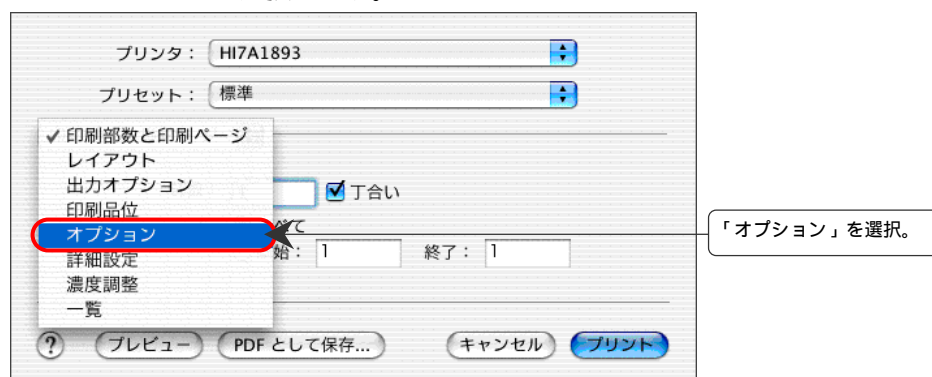 プリンタ： HI7A1893
プリセット： 標準
✓ 印刷部数と印刷ページ
レイアウト
出力オプション
印刷品位
オプション
詳細設定
濃度調整
一覧
丁合い
べて
始： 1 終了： 1
「オプション」を選択。
? プレビュー PDF として保存... キャンセル プリント